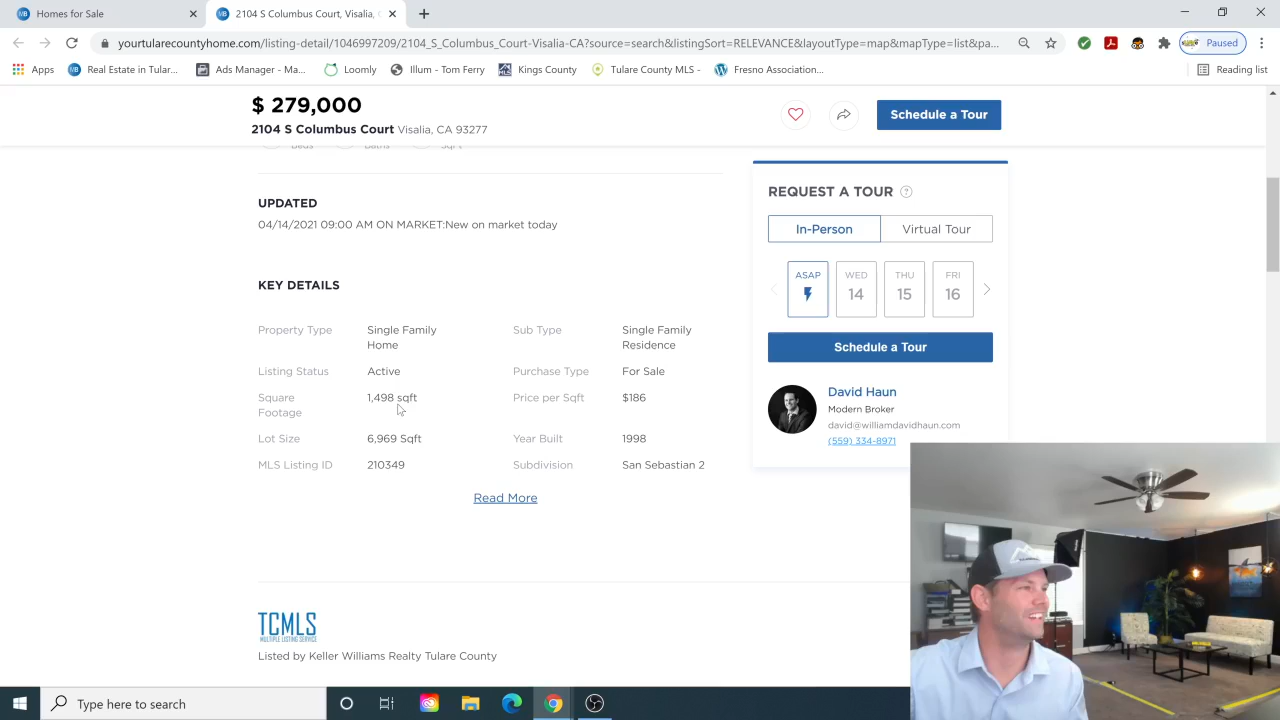 Homes for Sale
2104 S Columbus Court, Visalia,
yourtularecountyhome.com/listing-detail/1046997209/2104_S_Columbus_Court-Visalia-CA?source=search&listingSort=RELEVANCE&layoutType=map&mapType=list&pa...
Paused
Apps Real Estate in Tular... Ads Manager - Ma... Loomly Illum - Tom Ferry Kings County Tulare County MLS - Fresno Association... Reading list
$ 279,000
2104 S Columbus Court Visalia, CA 93277
Schedule a Tour
Beds Baths SqFt
UPDATED
04/14/2021 09:00 AM ON MARKET:New on market today
KEY DETAILS
Property Type Single Family Home Sub Type Single Family Residence
Listing Status Active Purchase Type For Sale
Square Footage 1,498 sqft Price per Sqft $186
Lot Size 6,969 Sqft Year Built 1998
MLS Listing ID 210349 Subdivision San Sebastian 2
Read More
REQUEST A TOUR ?
In-Person Virtual Tour
ASAP WED THU FRI
14 15 16
Schedule a Tour
David Haun
Modern Broker
david@williamdavidhaun.com
(559) 334-8971
TCMLS
MULTIPLE LISTING SERVICE
Listed by Keller Williams Realty Tulare County
Type here to search